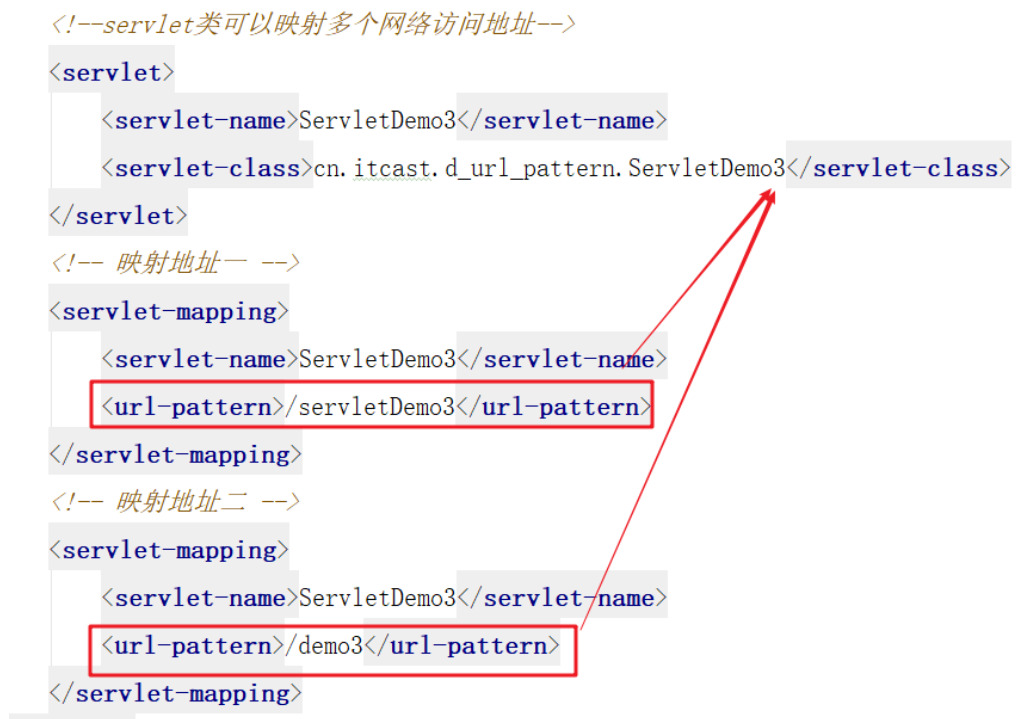 <!--servlet类可以映射多个网络访问地址-->
<servlet>
<servlet-name>ServletDemo3</servlet-name>
<servlet-class>cn.itcast.d_url_pattern.ServletDemo3</servlet-class>
</servlet>
<!-- 映射地址一 -->
<servlet-mapping>
<servlet-name>ServletDemo3</servlet-name>
<url-pattern>/servletDemo3</url-pattern>
</servlet-mapping>
<!-- 映射地址二 -->
<servlet-mapping>
<servlet-name>ServletDemo3</servlet-name>
<url-pattern>/demo3</url-pattern>
</servlet-mapping>